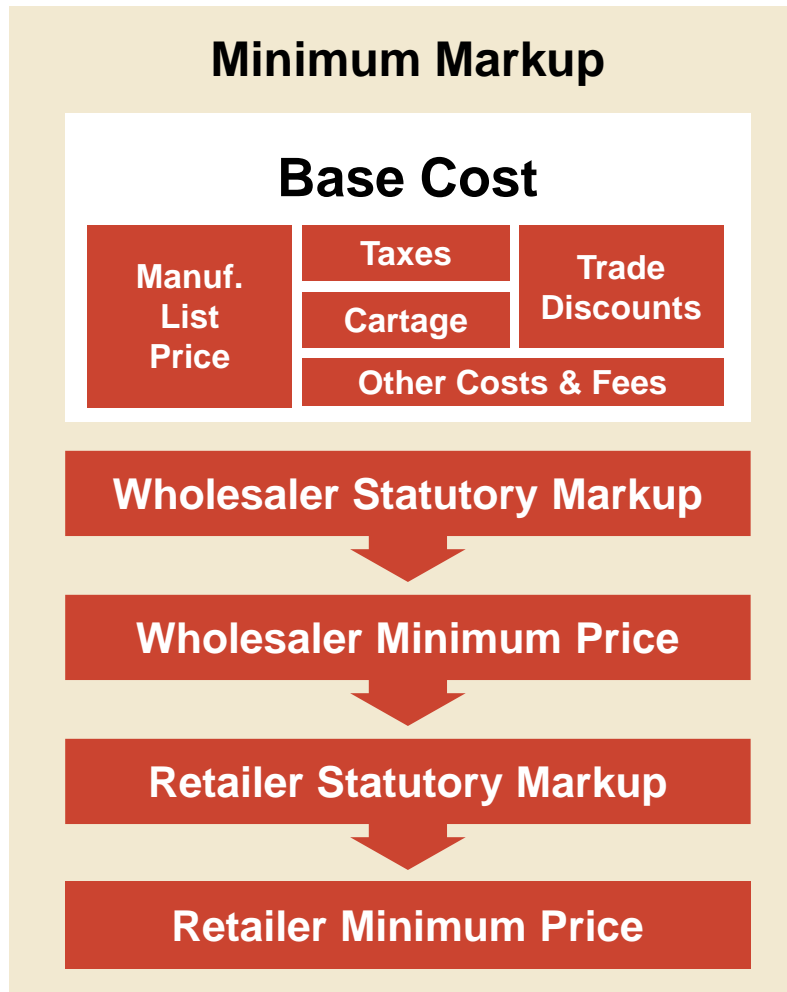 Minimum Markup
Base Cost
Manuf.
List
Price
Taxes
Cartage
Trade
Discounts
Other Costs & Fees
Wholesaler Statutory Markup
Wholesaler Minimum Price
Retailer Statutory Markup
Retailer Minimum Price